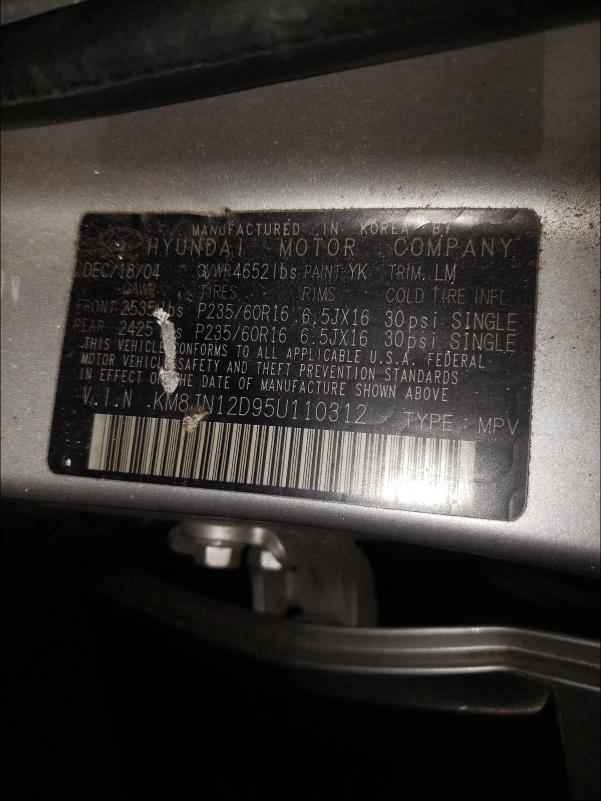 MANUFACTURED IN KOREA BY
HYUNDAI MOTOR COMPANY
DEC/18/04 GVWR4652lbs PAINT:YK TRIM. LM
GAWR TIRES RIMS COLD TIRE INFL
FRONT 2535lbs P235/60R16 6.5JX16 30psi SINGLE
REAR 2425 P235/60R16 6.5JX16 30psi SINGLE
THIS VEHICLE CONFORMS TO ALL APPLICABLE U.S.A. FEDERAL
MOTOR VEHICLE SAFETY AND THEFT PREVENTION STANDARDS
IN EFFECT ON THE DATE OF MANUFACTURE SHOWN ABOVE
V.I.N KM8JN12D95U110312 TYPE: MPV